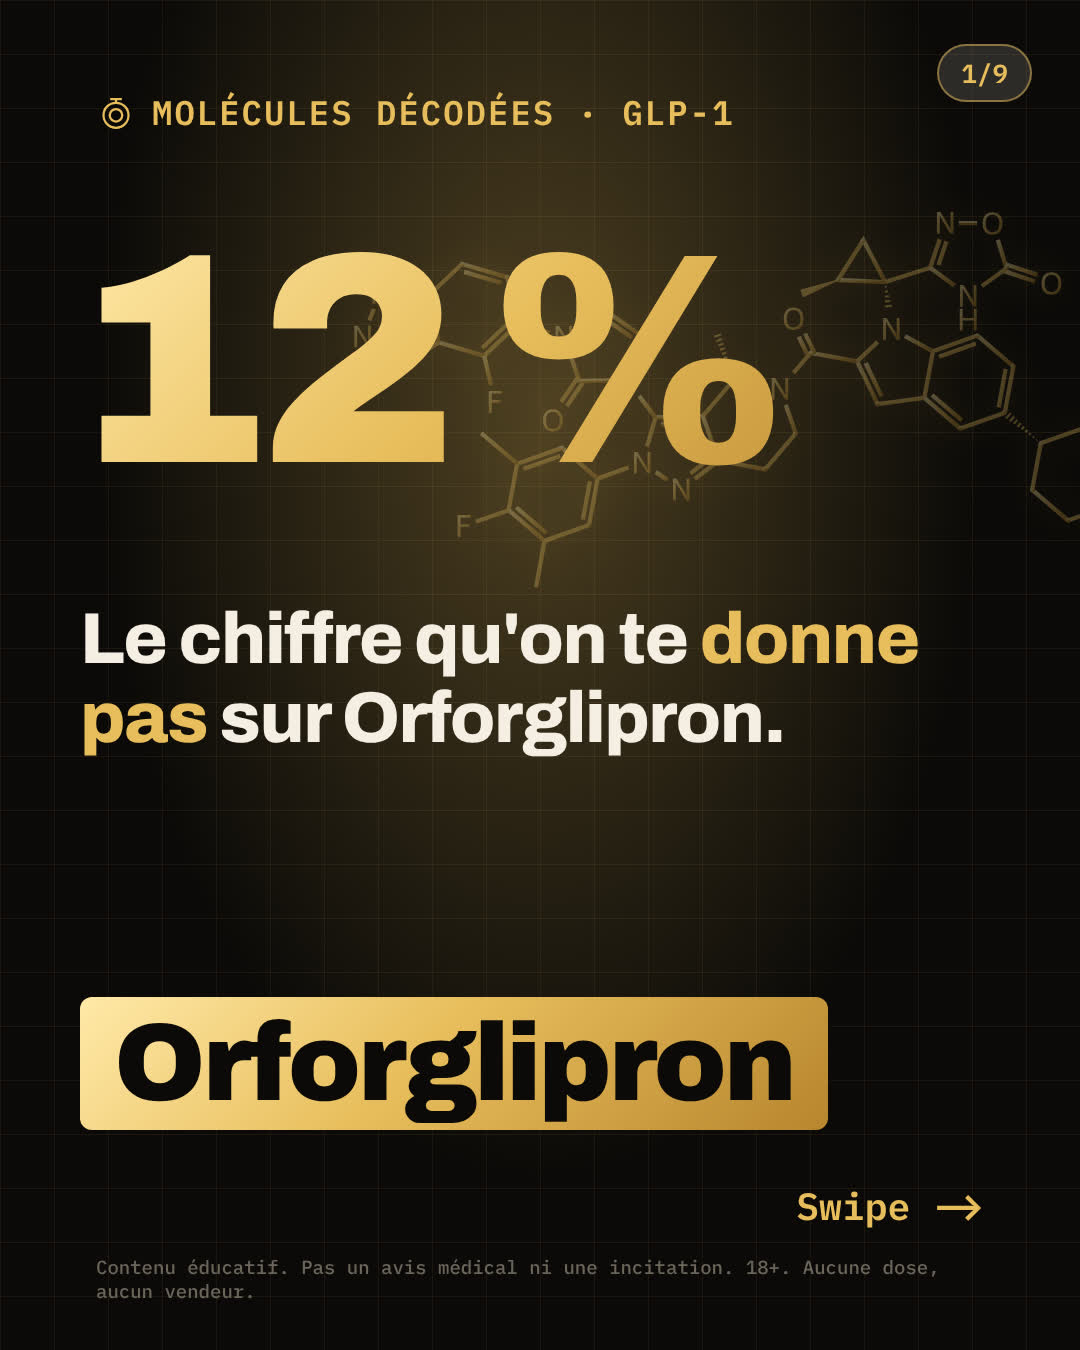 1/9
MOLÉCULES DÉCODÉES · GLP-1
12%
N
F
N
O
F
N
N
N
O
N
N
H
N–O
O
Le chiffre qu'on te donne
pas sur Orforglipron.
Orforglipron
Swipe →
Contenu éducatif. Pas un avis médical ni une incitation. 18+. Aucune dose,
aucun vendeur.